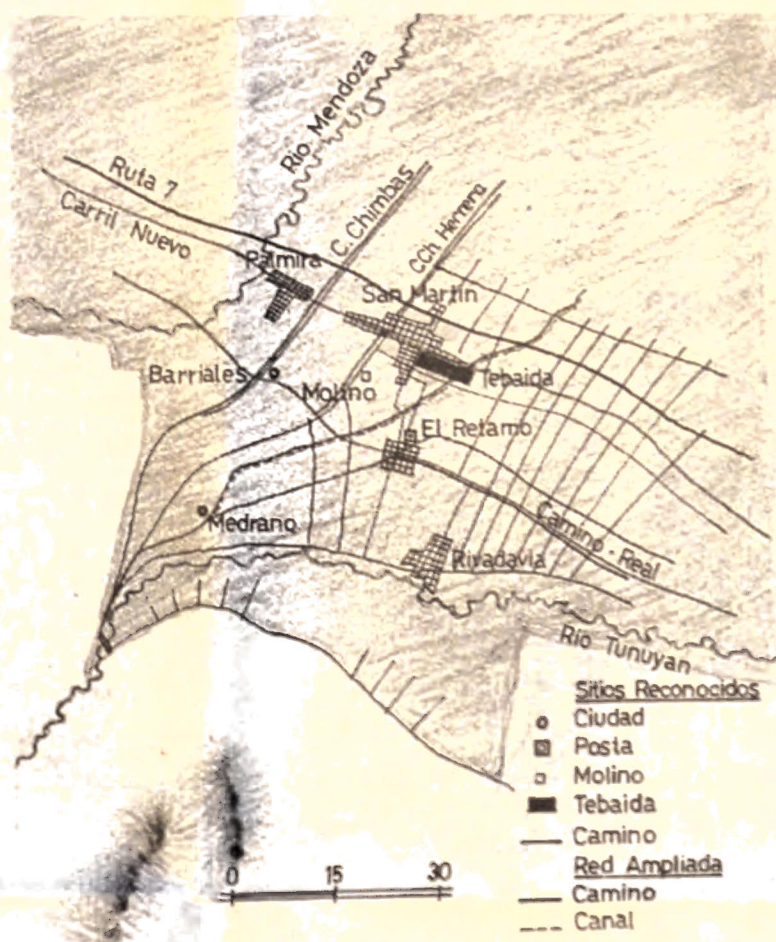 Rio Mendoza
Ruta 7
Carril Nuevo
C. Chimbas
CCh. Herrera
Palmira
San Martin
Barriales
Molino
Tebaida
El Retamo
Medrano
Camino - Real
Rivadavia
Rio Tunuyan
Sitios Reconocidos
Ciudad
Posta
Molino
Tebaida
Camino
Red Ampliada
Camino
Canal
0 15 30